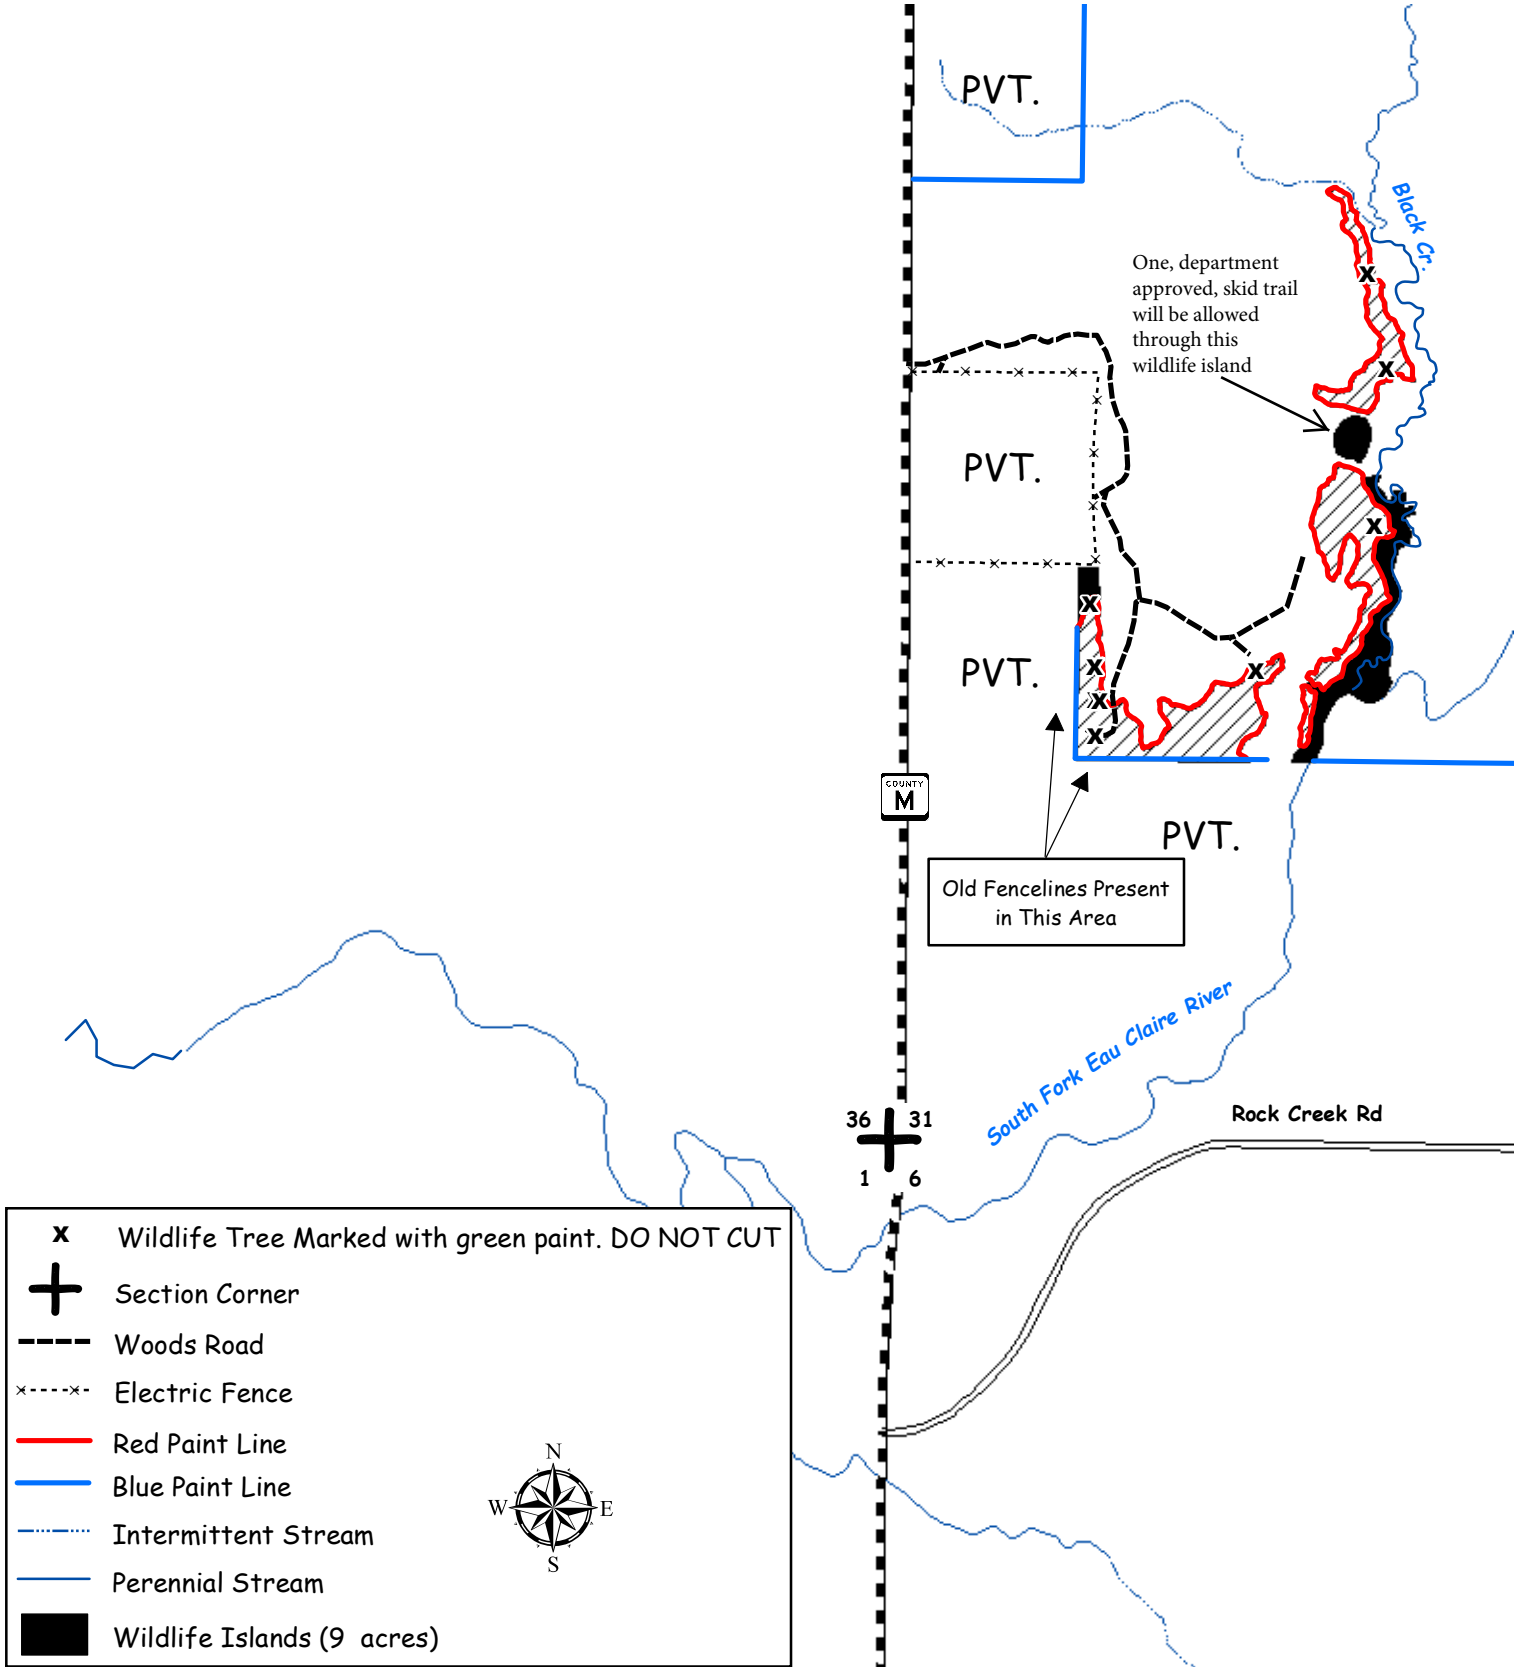 PVT.
Black Cr.
One, department
approved, skid trail
will be allowed
through this
wildlife island
PVT.
PVT.
COUNTY
M
PVT.
Old Fencelines Present
in This Area
South Fork Eau Claire River
Rock Creek Rd
36 31
1 6
x Wildlife Tree Marked with green paint. DO NOT CUT
Section Corner
Woods Road
Electric Fence
Red Paint Line
Blue Paint Line
Intermittent Stream
Perennial Stream
Wildlife Islands (9 acres)
N
W E
S